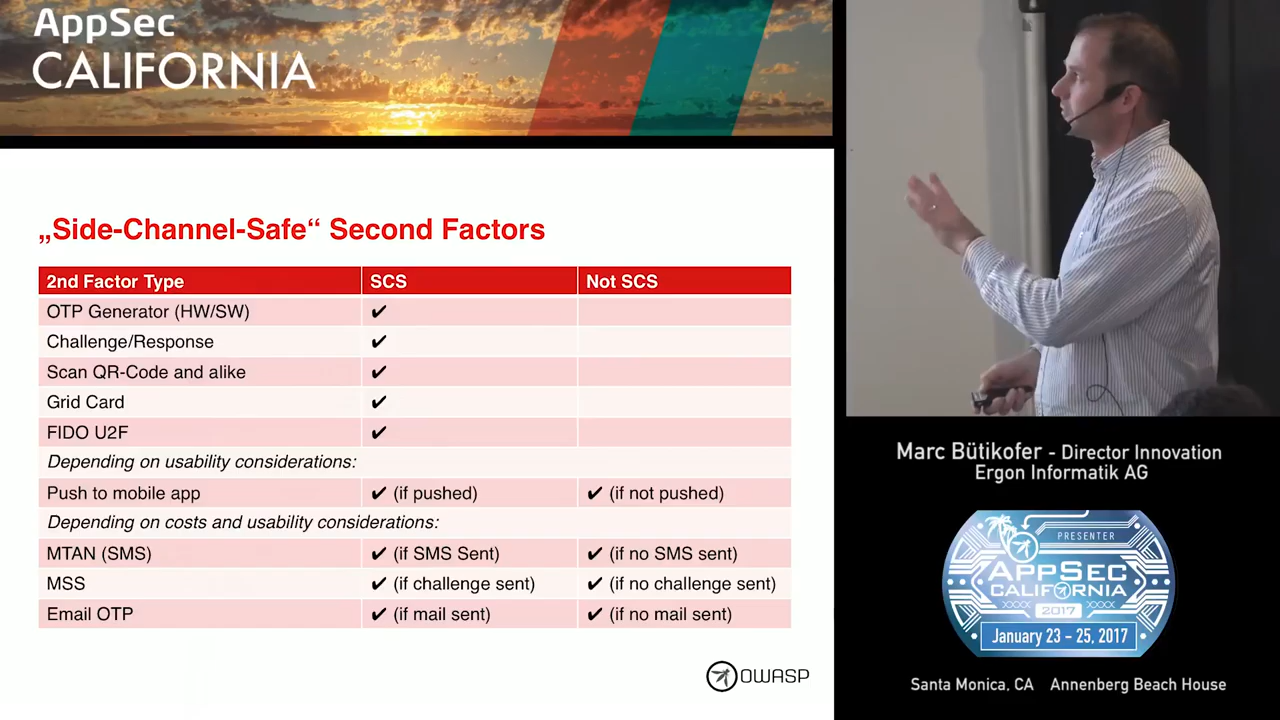 AppSec
CALIFORNIA
„Side-Channel-Safe“ Second Factors
2nd Factor Type SCS Not SCS
OTP Generator (HW/SW) ✔
Challenge/Response ✔
Scan QR-Code and alike ✔
Grid Card ✔
FIDO U2F ✔
Depending on usability considerations:
Push to mobile app ✔ (if pushed) ✔ (if not pushed)
Depending on costs and usability considerations:
MTAN (SMS) ✔ (if SMS Sent) ✔ (if no SMS sent)
MSS ✔ (if challenge sent) ✔ (if no challenge sent)
Email OTP ✔ (if mail sent) ✔ (if no mail sent)
OWASP
Marc Bütikofer - Director Innovation
Ergon Informatik AG
PRESENTER
APPSEC
CALIFORNIA
2017
January 23 - 25, 2017
Santa Monica, CA Annenberg Beach House